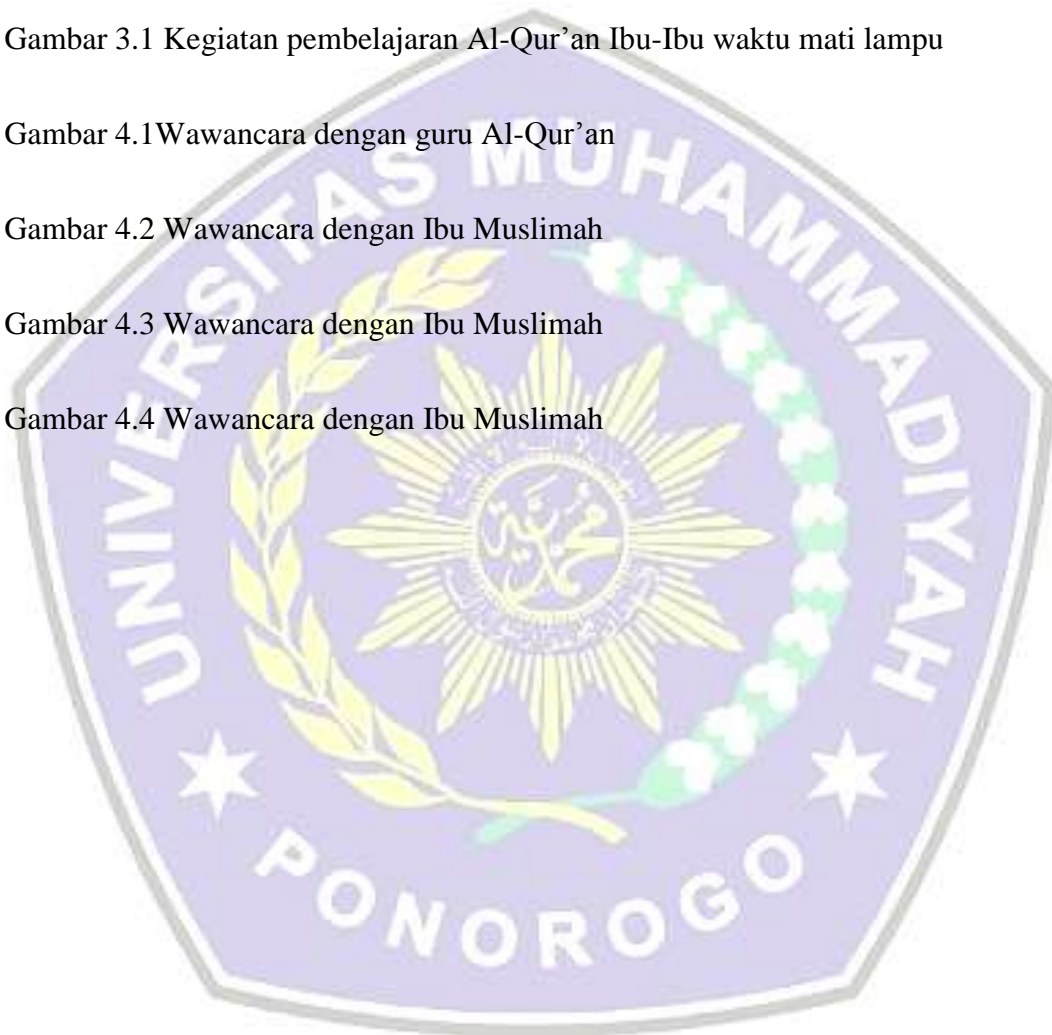 Gambar 3.1 Kegiatan pembelajaran Al-Qur’an Ibu-Ibu waktu mati lampu
Gambar 4.1Wawancara dengan guru Al-Qur’an
Gambar 4.2 Wawancara dengan Ibu Muslimah
Gambar 4.3 Wawancara dengan Ibu Muslimah
Gambar 4.4 Wawancara dengan Ibu Muslimah
UNIVERSITAS MUHAMMADIYAH
PONOROGO